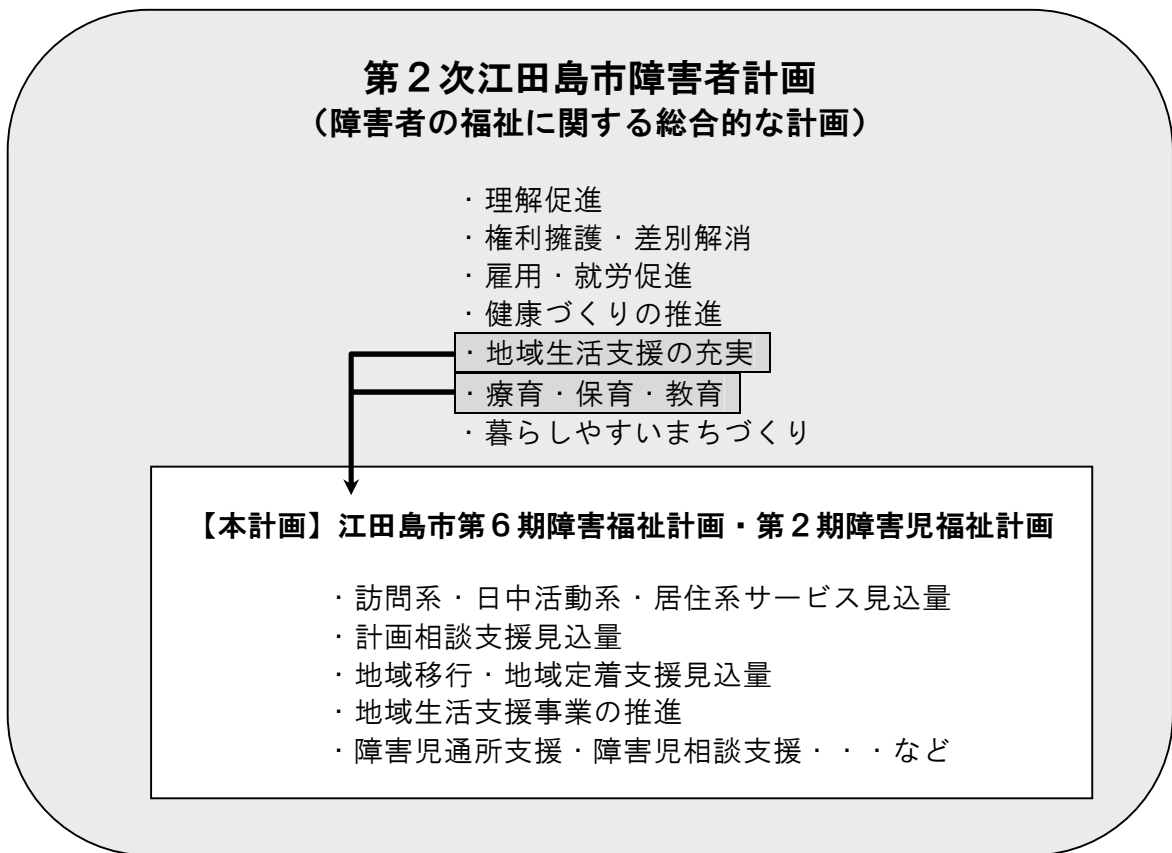 第２次江田島市障害者計画
（障害者の福祉に関する総合的な計画）
・理解促進
・権利擁護・差別解消
・雇用・就労促進
・健康づくりの推進
・地域生活支援の充実
・療育・保育・教育
・暮らしやすいまちづくり
【本計画】江田島市第６期障害福祉計画・第２期障害児福祉計画
・訪問系・日中活動系・居住系サービス見込量
・計画相談支援見込量
・地域移行・地域定着支援見込量
・地域生活支援事業の推進
・障害児通所支援・障害児相談支援・・・など